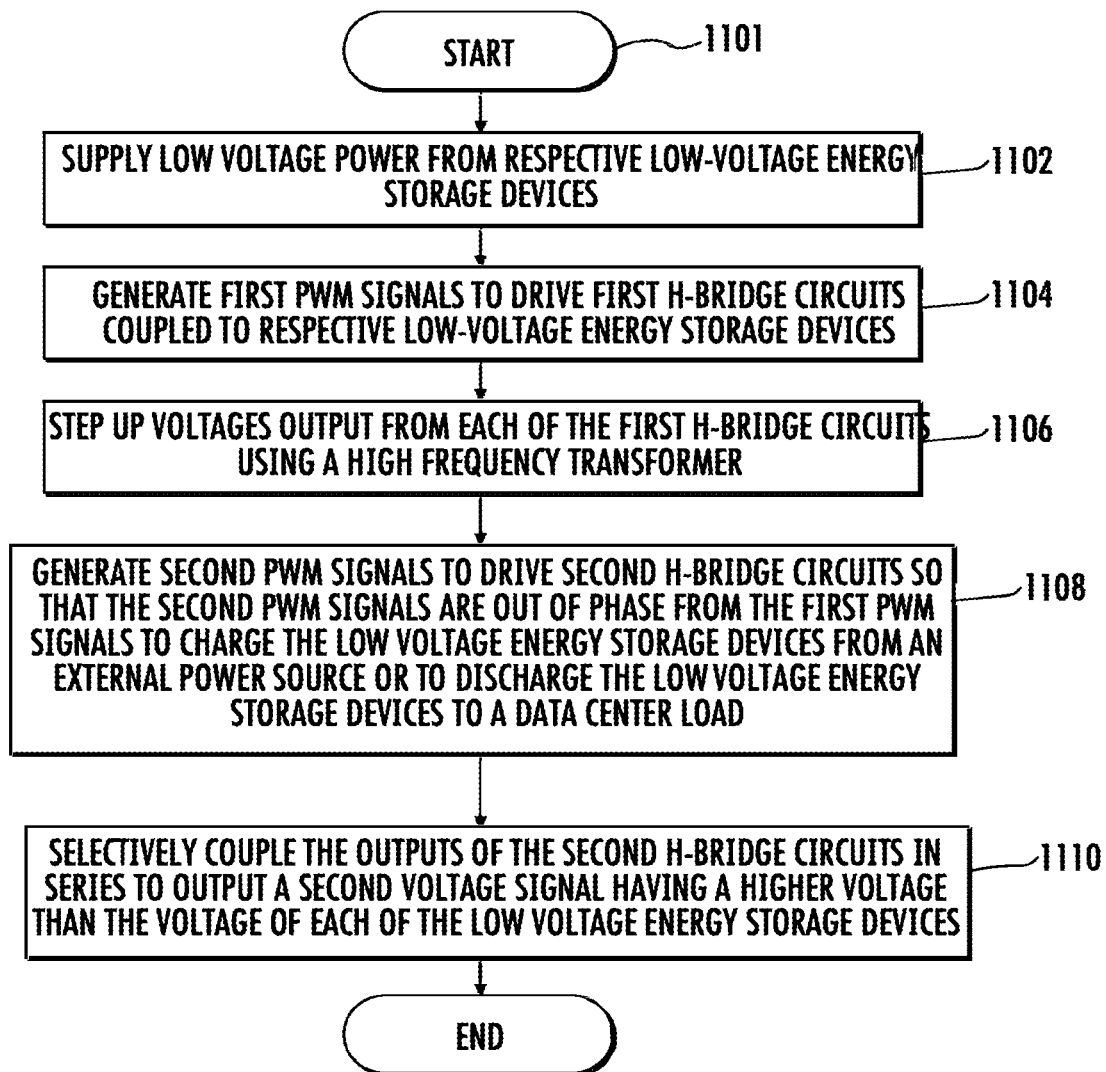 START
1101
SUPPLY LOW VOLTAGE POWER FROM RESPECTIVE LOW-VOLTAGE ENERGY
STORAGE DEVICES
1102
GENERATE FIRST PWM SIGNALS TO DRIVE FIRST H-BRIDGE CIRCUITS
COUPLED TO RESPECTIVE LOW-VOLTAGE ENERGY STORAGE DEVICES
1104
STEP UP VOLTAGES OUTPUT FROM EACH OF THE FIRST H-BRIDGE CIRCUITS
USING A HIGH FREQUENCY TRANSFORMER
1106
GENERATE SECOND PWM SIGNALS TO DRIVE SECOND H-BRIDGE CIRCUITS SO
THAT THE SECOND PWM SIGNALS ARE OUT OF PHASE FROM THE FIRST PWM
SIGNALS TO CHARGE THE LOW VOLTAGE ENERGY STORAGE DEVICES FROM AN
EXTERNAL POWER SOURCE OR TO DISCHARGE THE LOW VOLTAGE ENERGY
STORAGE DEVICES TO A DATA CENTER LOAD
1108
SELECTIVELY COUPLE THE OUTPUTS OF THE SECOND H-BRIDGE CIRCUITS IN
SERIES TO OUTPUT A SECOND VOLTAGE SIGNAL HAVING A HIGHER VOLTAGE
THAN THE VOLTAGE OF EACH OF THE LOW VOLTAGE ENERGY STORAGE DEVICES
1110
END